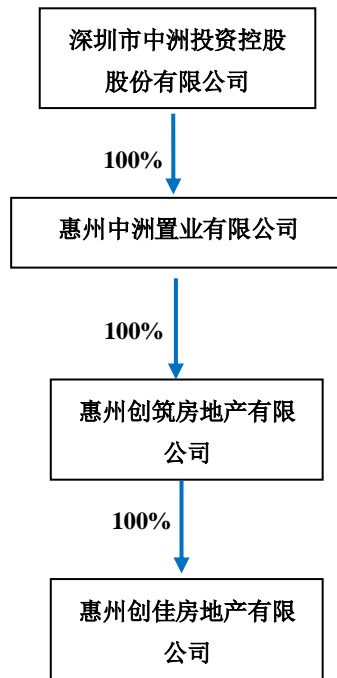 深圳市中洲投资控股
股份有限公司
100%
惠州中洲置业有限公司
100%
惠州创筑房地产有限
公司
100%
惠州创佳房地产有限
公司